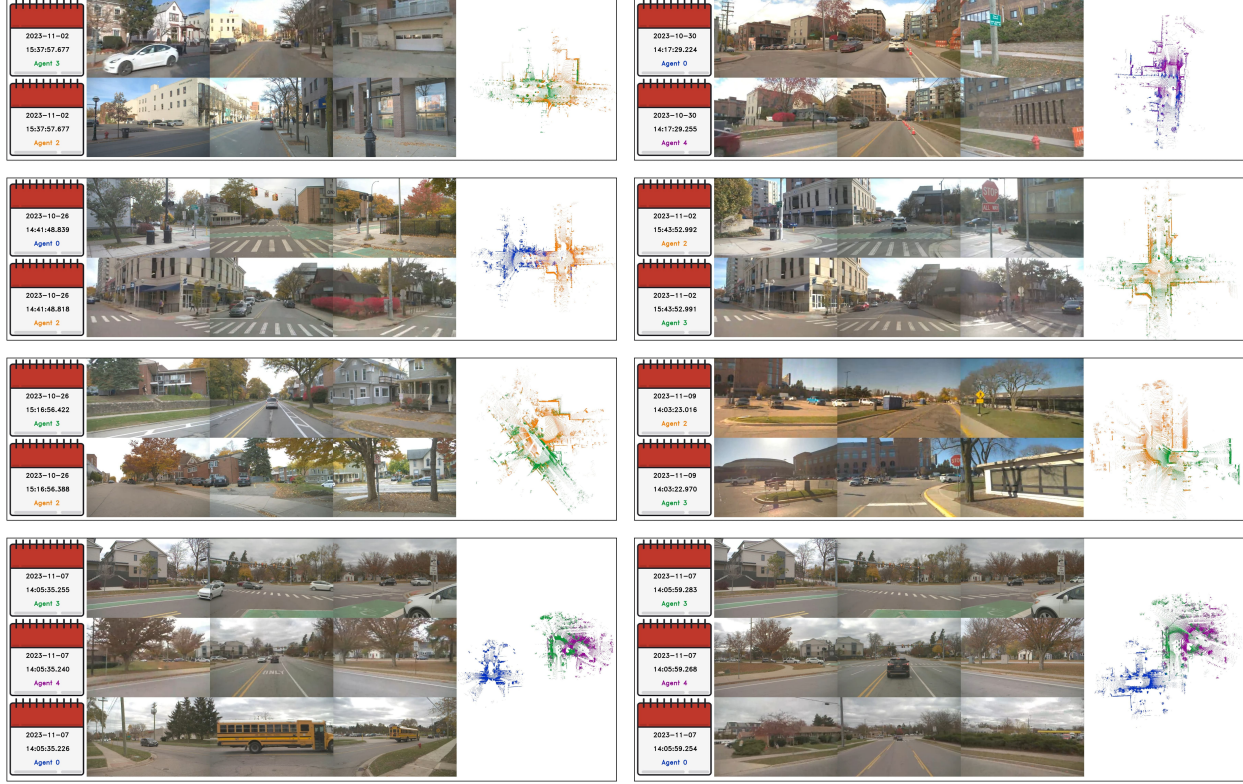 2023-11-02
15:37:57.677
Agent 3
2023-11-02
15:37:57.677
Agent 2
2023-10-30
14:17:29.224
Agent 0
2023-10-30
14:17:29.255
Agent 4
2023-10-26
14:41:48.839
Agent 0
2023-10-26
14:41:48.818
Agent 2
2023-11-02
15:43:52.992
Agent 2
STOP
2023-11-02
15:43:52.991
Agent 3
2023-10-26
15:16:56.422
Agent 3
2023-10-26
15:16:56.388
Agent 2
2023-11-09
14:03:23.016
Agent 2
2023-11-09
14:03:22.970
Agent 3
STOP
2023-11-07
14:05:35.255
Agent 3
2023-11-07
14:05:35.240
Agent 4
2023-11-07
14:05:35.226
Agent 0
2023-11-07
14:05:59.283
Agent 3
2023-11-07
14:05:59.268
Agent 4
2023-11-07
14:05:59.254
Agent 0